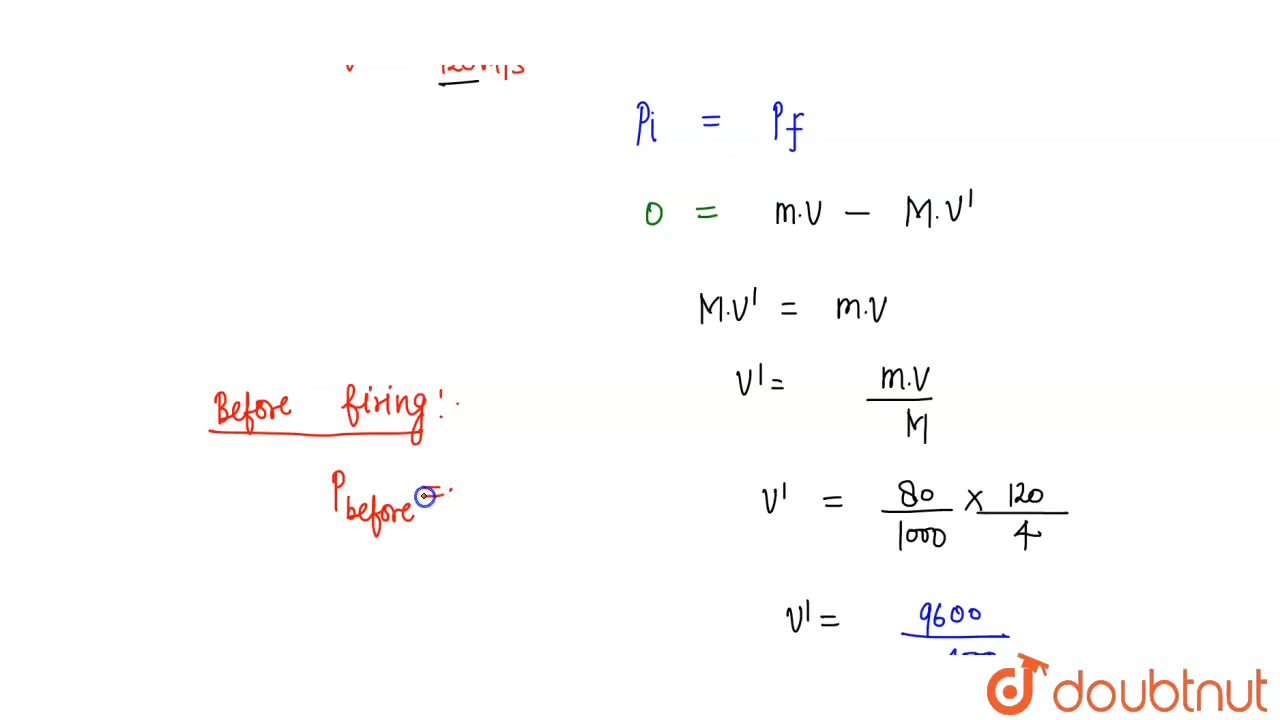 Pi = Pf
0 = m.V - M.V'
M.V' = m.V
V' = m.V / M
Before firing:
V' = 80/1000 × 120/4
Pbefore =
V' = 9600
doubtnut